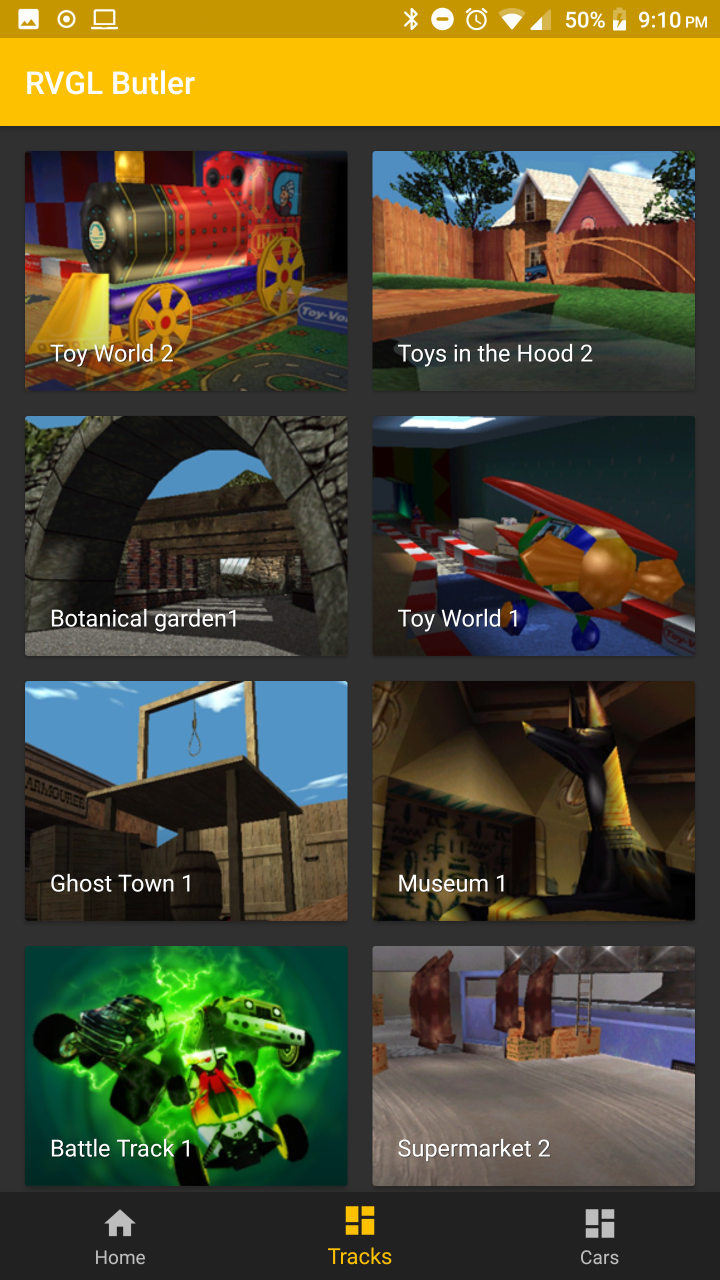 50% 9:10 PM
RVGL Butler
Toy World 2
Toys in the Hood 2
Botanical garden1
Toy World 1
ARMOUREE
Ghost Town 1
Museum 1
Battle Track 1
Supermarket 2
Home
Tracks
Cars